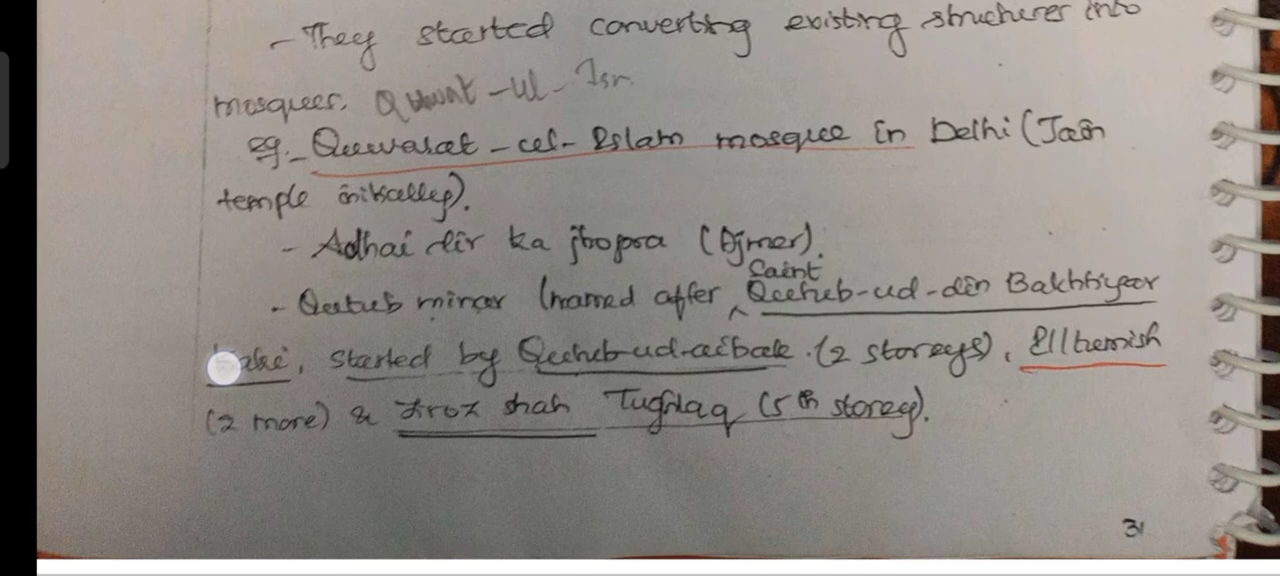 - They started converting existing structures into
mosques. Quwat-ul-Isr
eg:- Quwwat-ul-Islam mosque in Delhi (Jain
temple initially).
- Adhai din ka jhopra (Ajmer).
Saint
- Qutub minar (named after Qutub-ud-din Bakhtiyar
started by Qutub-ud-aibak (2 storeys), Illtumish
(2 more) & Firoz shah Tughlaq (5th storey).
31